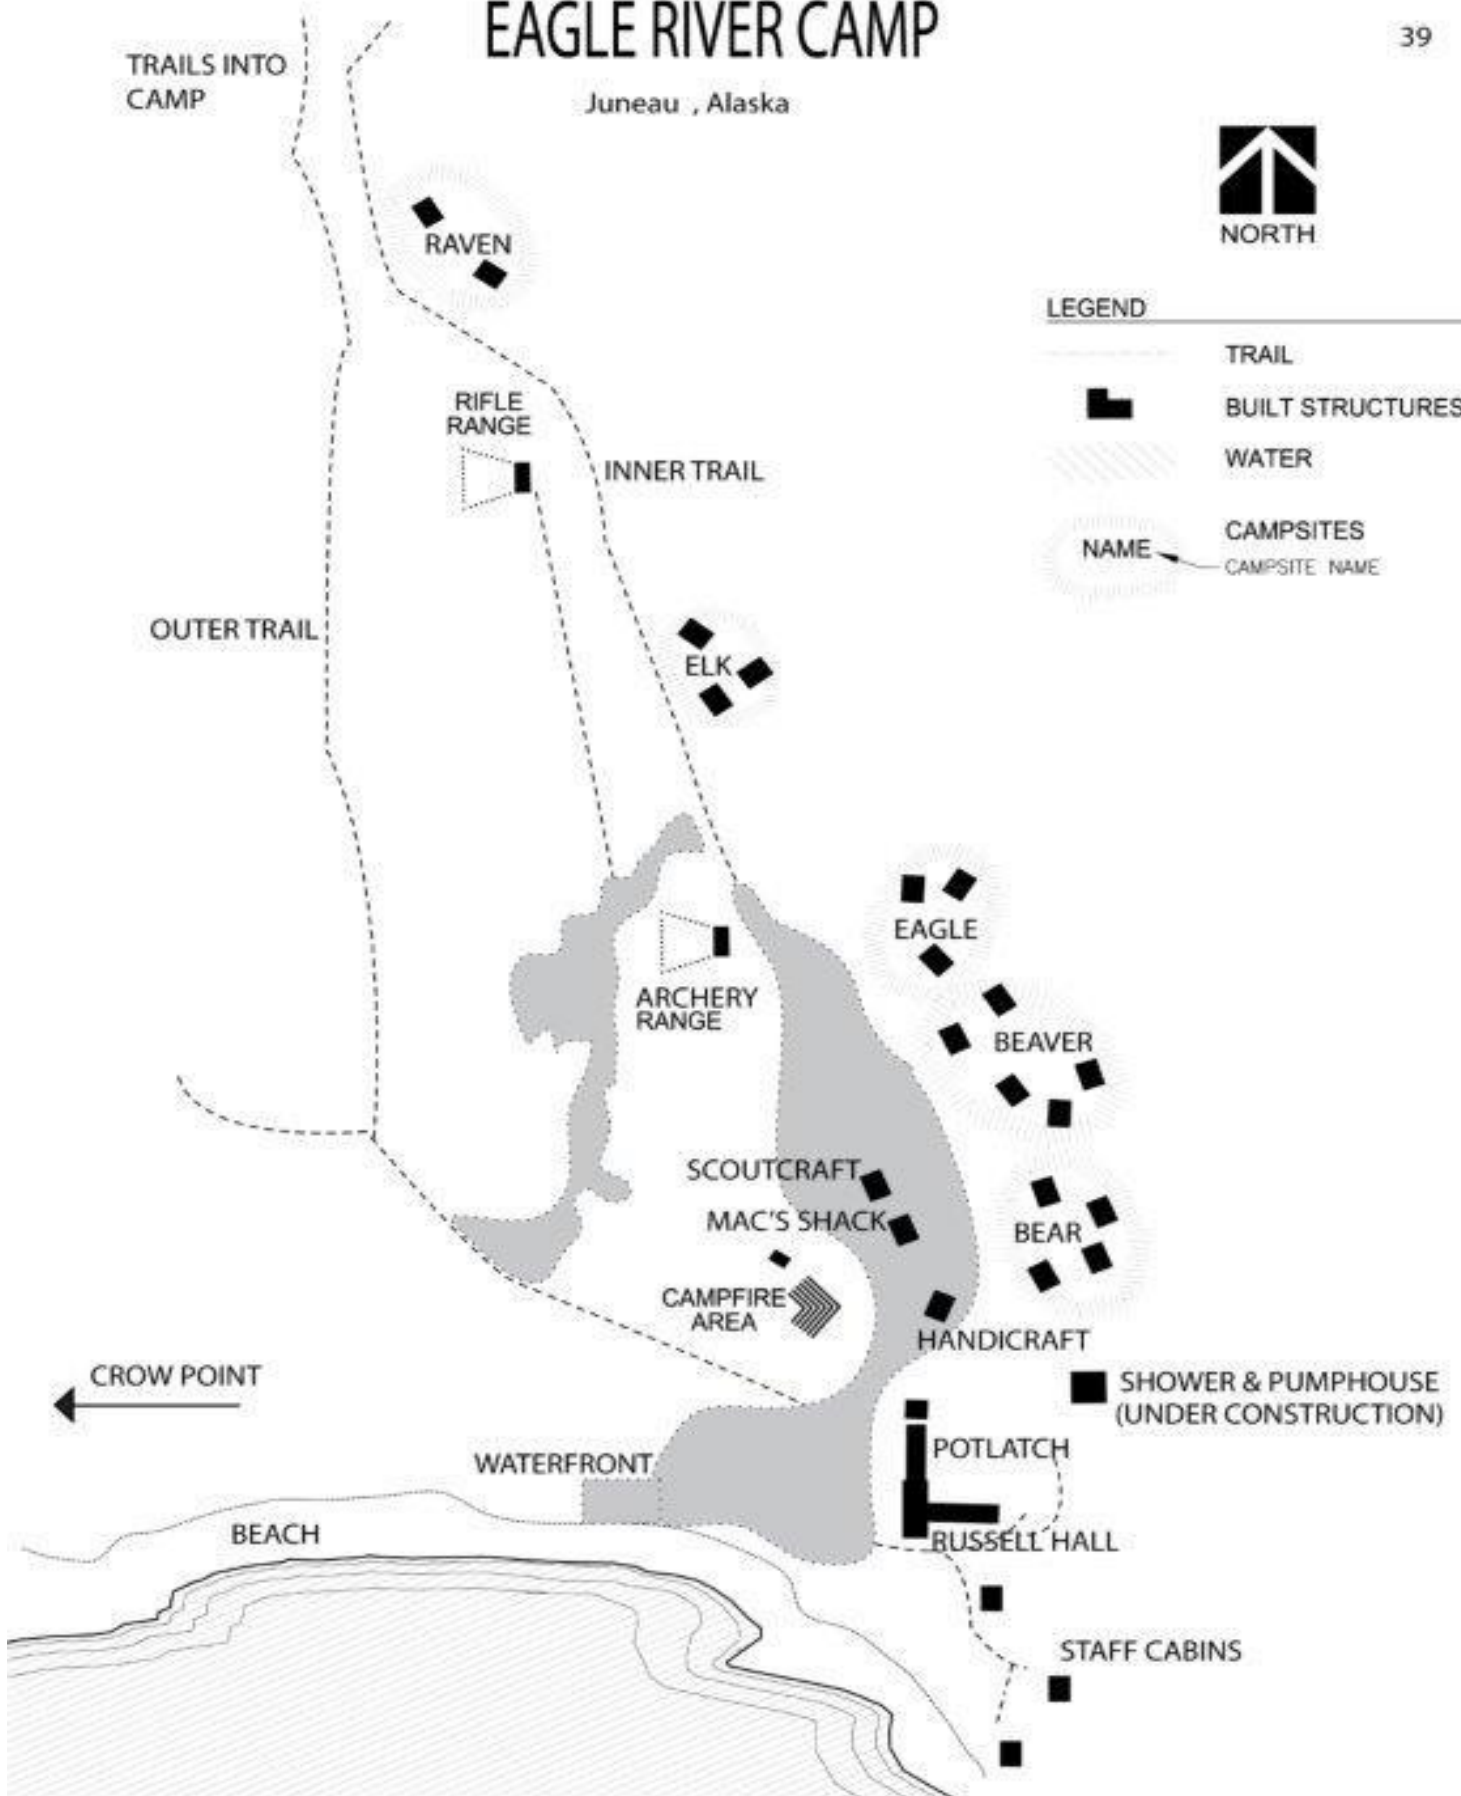 EAGLE RIVER CAMP
39
Juneau , Alaska
TRAILS INTO
CAMP
NORTH
RAVEN
LEGEND
TRAIL
BUILT STRUCTURES
WATER
CAMPSITES
NAME
CAMPSITE NAME
RIFLE
RANGE
INNER TRAIL
OUTER TRAIL
ELK
EAGLE
ARCHERY
RANGE
BEAVER
SCOUTCRAFT
MAC'S SHACK
BEAR
CAMPFIRE
AREA
HANDICRAFT
CROW POINT
SHOWER & PUMPHOUSE
(UNDER CONSTRUCTION)
POTLATCH
WATERFRONT
BEACH
RUSSELL HALL
STAFF CABINS